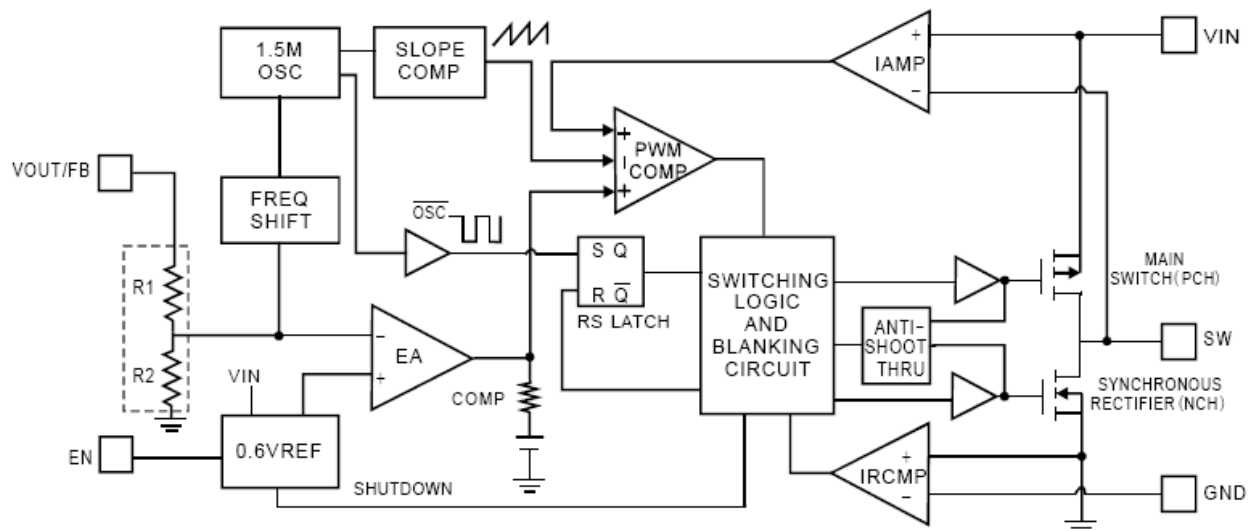 1.5M
OSC
SLOPE
COMP
+
IAMP
−
VIN
VOUT/FB
FREQ
SHIFT
+
−
+
PWM
COMP
OSC
S Q
R Q
RS LATCH
SWITCHING
LOGIC
AND
BLANKING
CIRCUIT
ANTI-
SHOOT
THRU
MAIN
SWITCH(PCH)
SW
SYNCHRONOUS
RECTIFIER(NCH)
R1
R2
−
EA
+
COMP
VIN
EN
0.6VREF
SHUTDOWN
+
IRCMP
−
GND